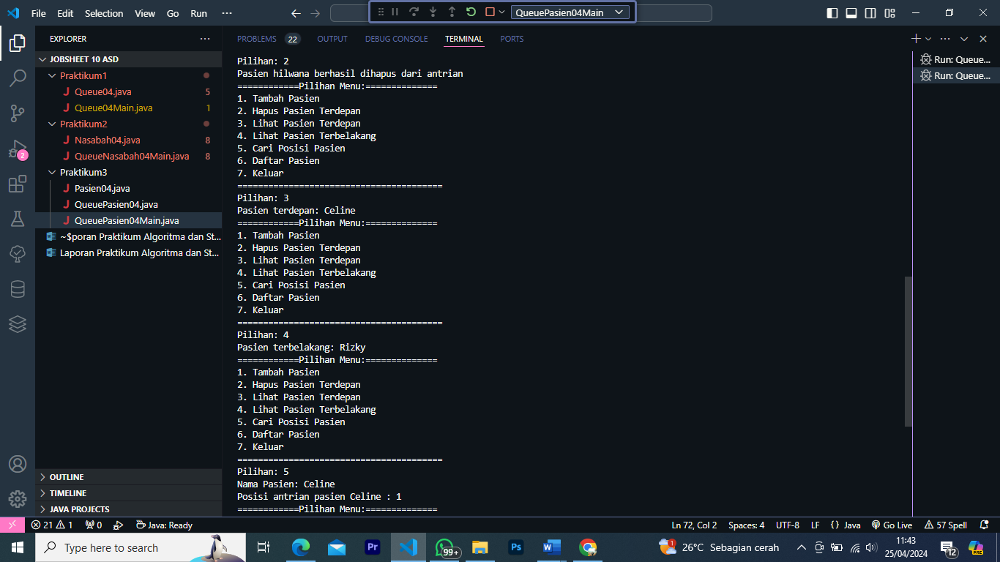 File Edit Selection View Go Run ···
QueuePasien04Main
EXPLORER
JOBSHEET 10 ASD
Praktikum1
Queue04.java 5
Queue04Main.java 1
Praktikum2
Nasabah04.java 8
QueueNasabah04Main.java 8
Praktikum3
Pasien04.java
QueuePasien04.java
QueuePasien04Main.java
~$poran Praktikum Algoritma dan St...
Laporan Praktikum Algoritma dan St...
OUTLINE
TIMELINE
JAVA PROJECTS
2
PROBLEMS 22 OUTPUT DEBUG CONSOLE TERMINAL PORTS
Pilihan: 2
Pasien hilwana berhasil dihapus dari antrian
============Pilihan Menu:==============
1. Tambah Pasien
2. Hapus Pasien Terdepan
3. Lihat Pasien Terdepan
4. Lihat Pasien Terbelakang
5. Cari Posisi Pasien
6. Daftar Pasien
7. Keluar
========================================
Pilihan: 3
Pasien terdepan: Celine
============Pilihan Menu:==============
1. Tambah Pasien
2. Hapus Pasien Terdepan
3. Lihat Pasien Terdepan
4. Lihat Pasien Terbelakang
5. Cari Posisi Pasien
6. Daftar Pasien
7. Keluar
========================================
Pilihan: 4
Pasien terbelakang: Rizky
============Pilihan Menu:==============
1. Tambah Pasien
2. Hapus Pasien Terdepan
3. Lihat Pasien Terdepan
4. Lihat Pasien Terbelakang
5. Cari Posisi Pasien
6. Daftar Pasien
7. Keluar
========================================
Pilihan: 5
Nama Pasien: Celine
Posisi antrian pasien Celine : 1
============Pilihan Menu:==============
Run: Queue...
Run: Queue...
21 1 0 Java: Ready Ln 72, Col 2 Spaces: 4 UTF-8 LF {} Java Go Live 57 Spell
Type here to search
Pr
99+
Ps
W
1
26°C Sebagian cerah
11:43
25/04/2024
12
PRE